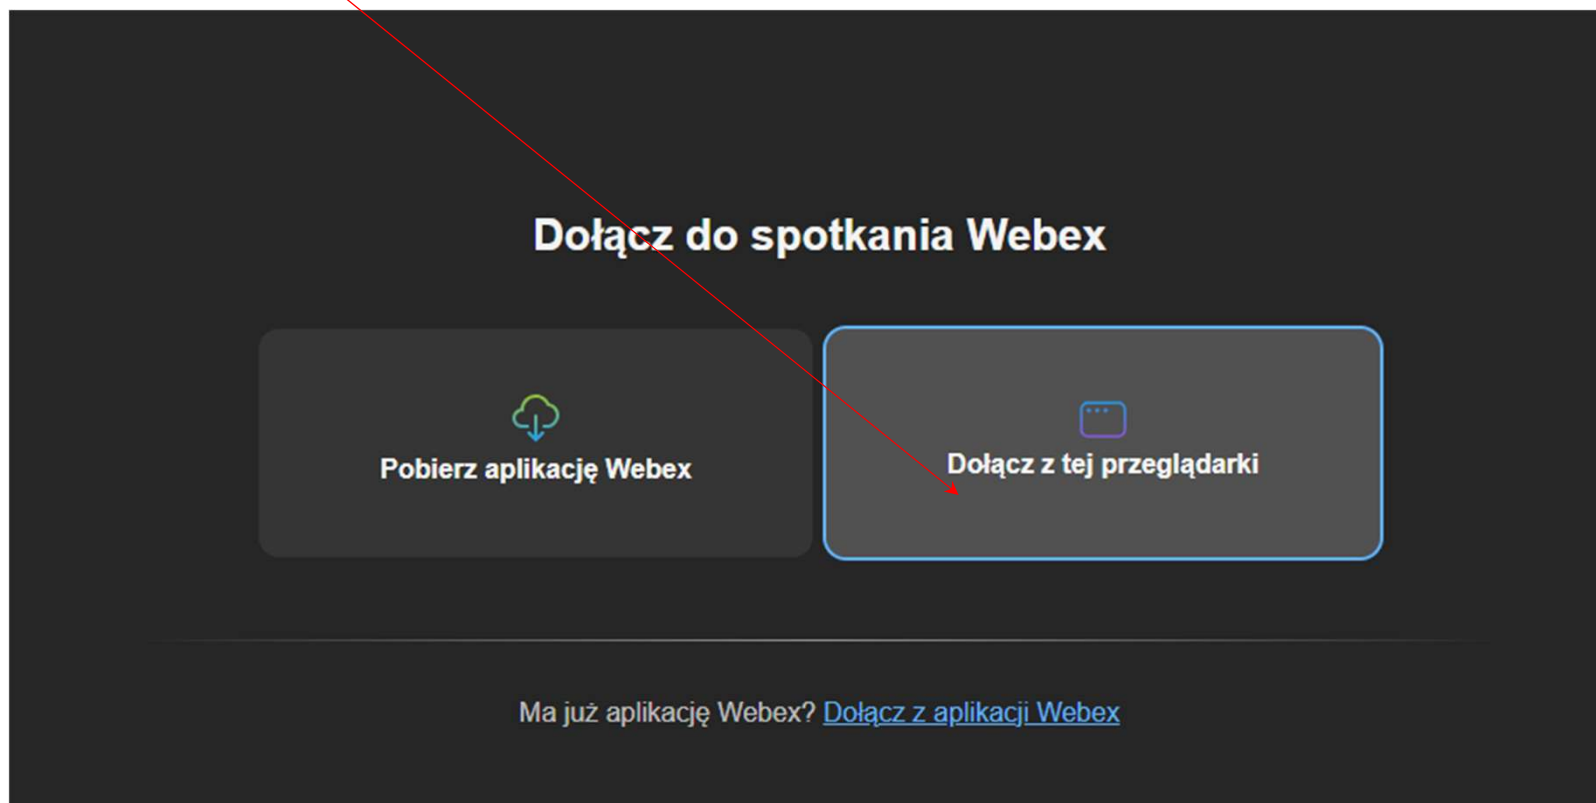 Dołącz do spotkania Webex
Pobierz aplikację Webex
Dołącz z tej przeglądarki
Ma już aplikację Webex? Dołącz z aplikacji Webex